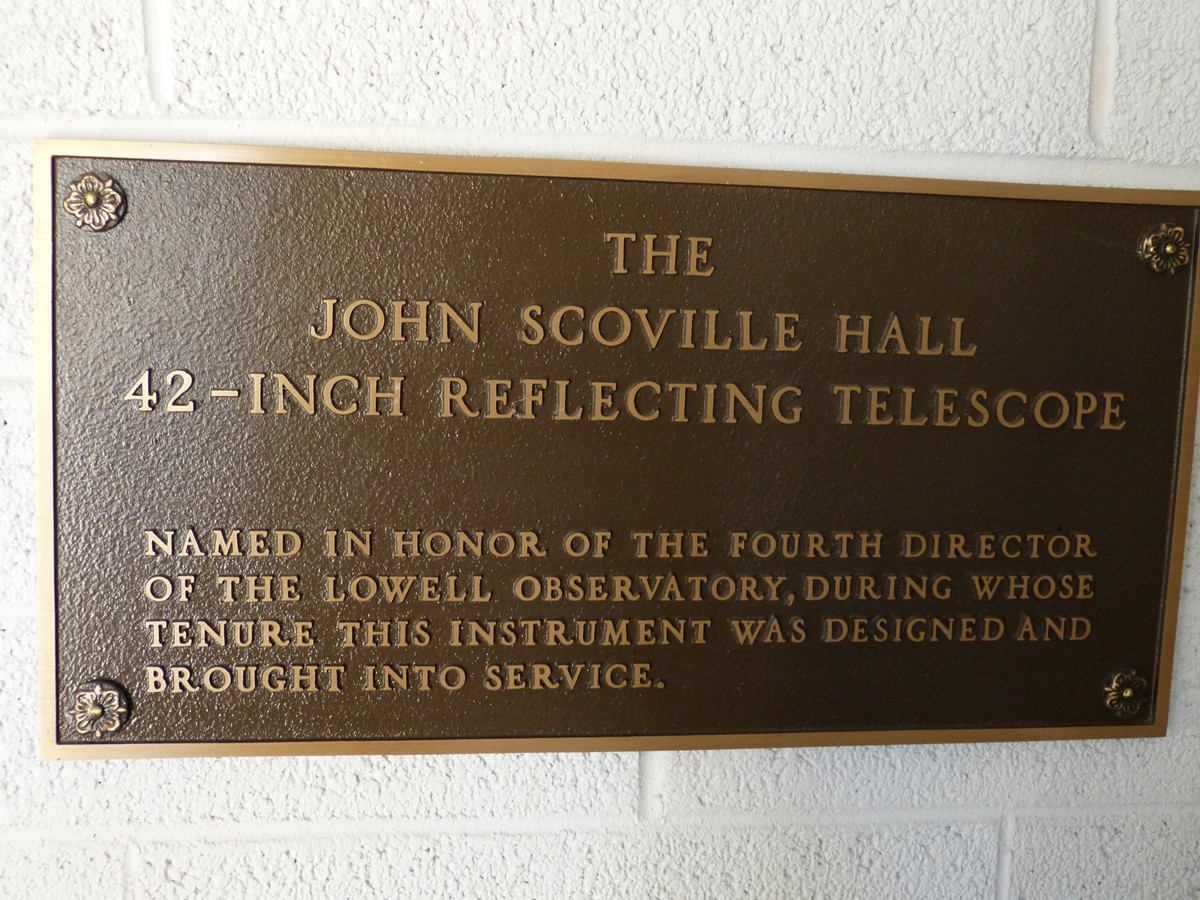 THE
JOHN SCOVILLE HALL
42-INCH REFLECTING TELESCOPE
NAMED IN HONOR OF THE FOURTH DIRECTOR
OF THE LOWELL OBSERVATORY, DURING WHOSE
TENURE THIS INSTRUMENT WAS DESIGNED AND
BROUGHT INTO SERVICE.